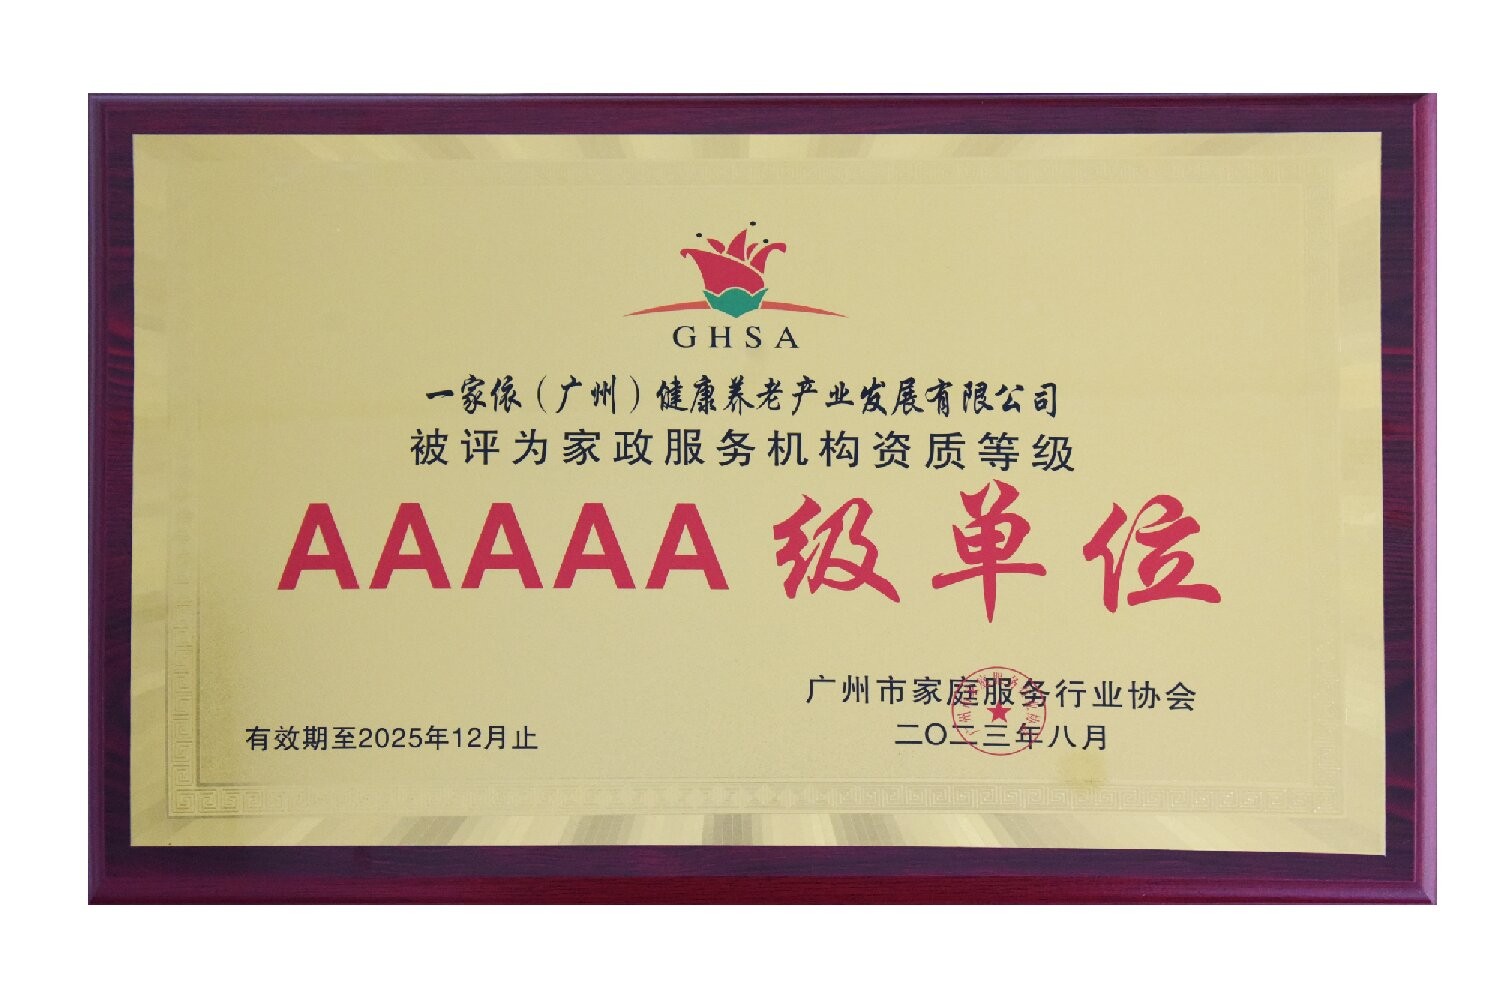 GHSA
一家依（广州）健康养老产业发展有限公司
被评为家政服务机构资质等级
AAAAA级单位
广州市家庭服务行业协会
有效期至2025年12月止
二〇二三年八月